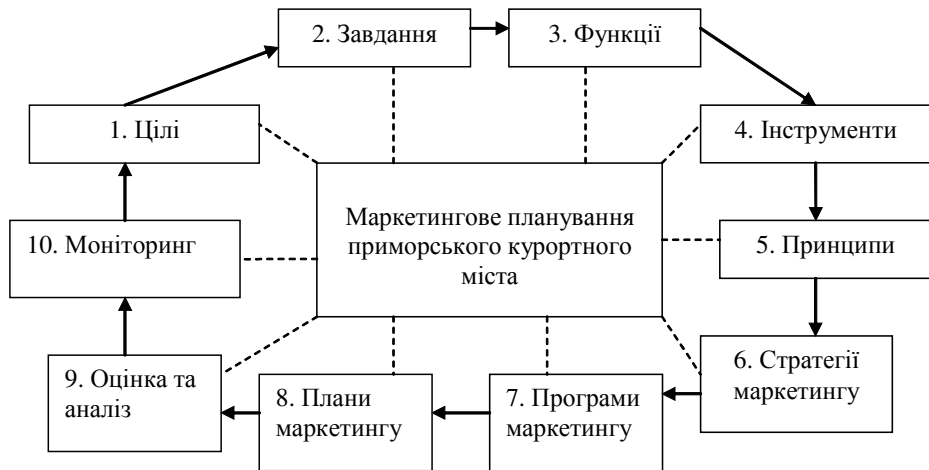 2. Завдання
3. Функції
1. Цілі
4. Інструменти
Маркетингове планування
приморського курортного
міста
10. Моніторинг
5. Принципи
6. Стратегії
маркетингу
7. Програми
маркетингу
8. Плани
маркетингу
9. Оцінка та
аналіз